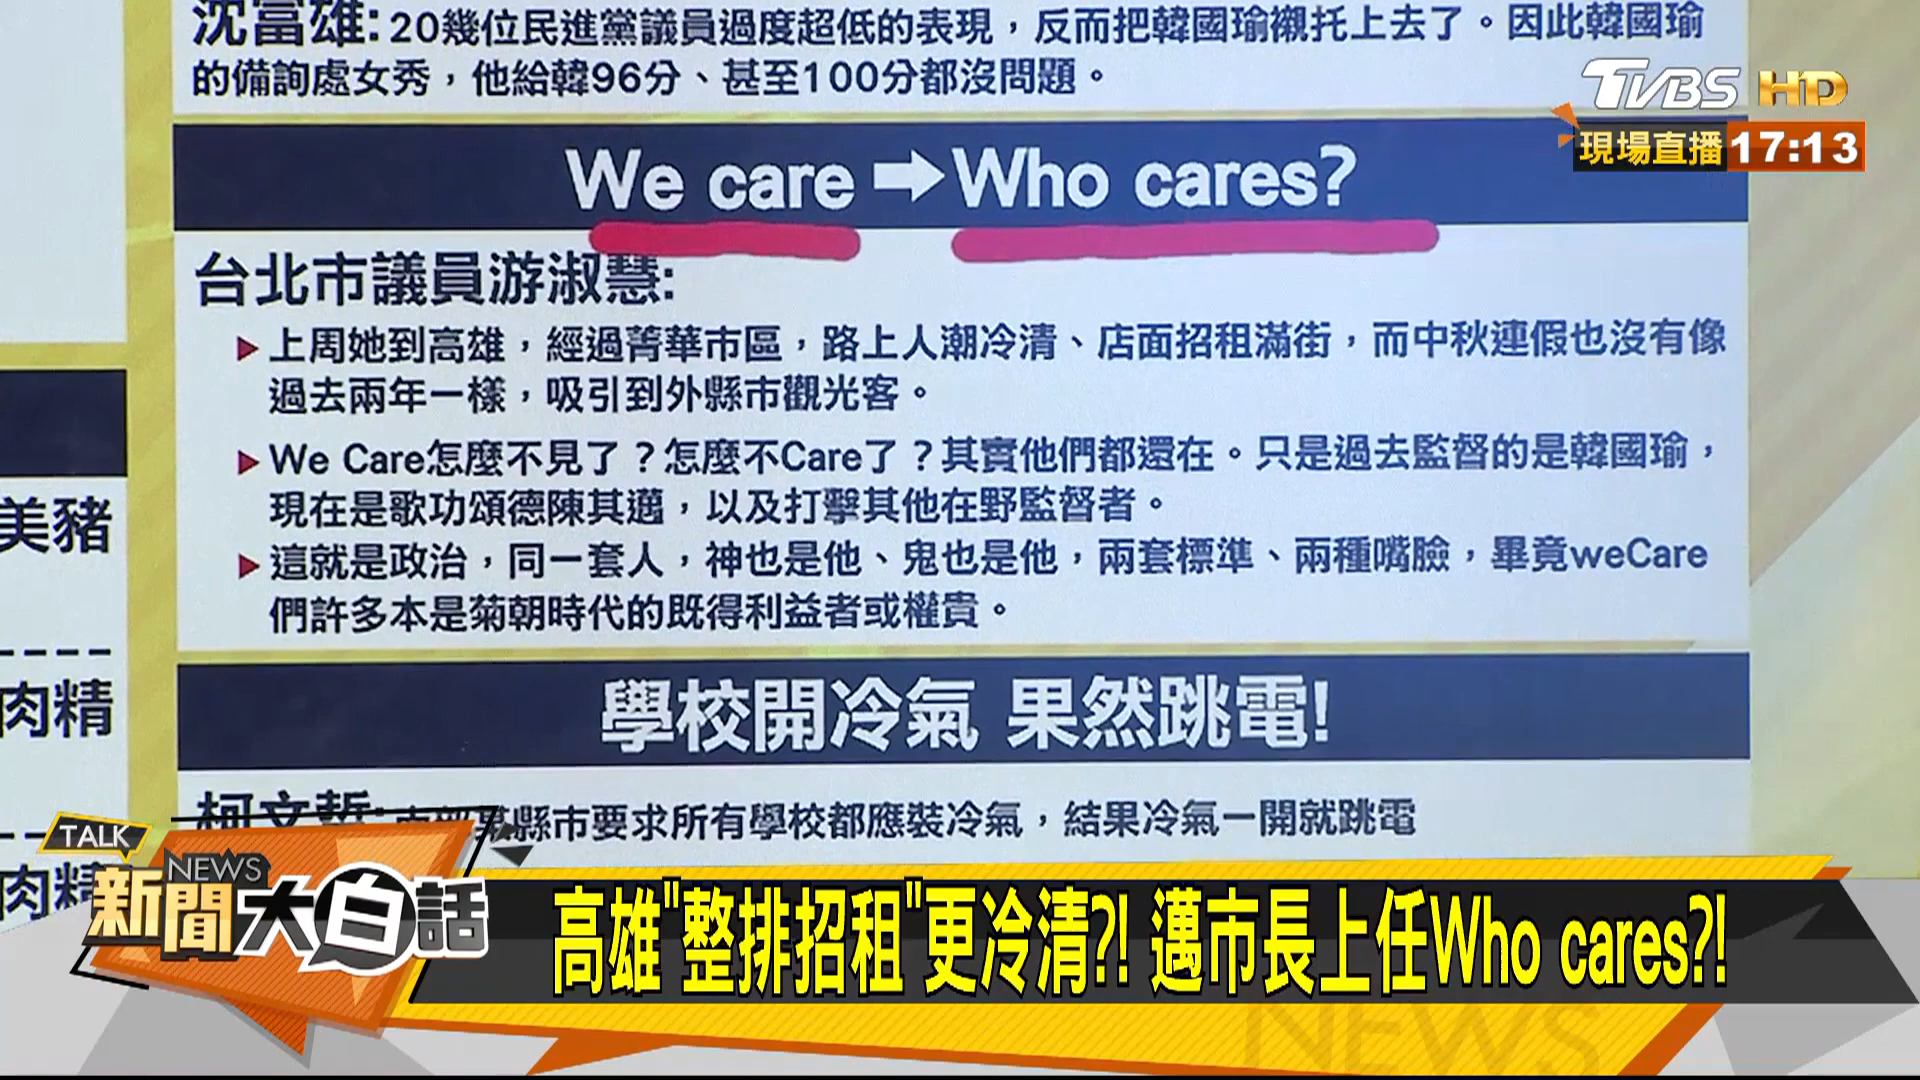 沈富雄:20幾位民進黨議員過度超低的表現，反而把韓國瑜襯托上去了。因此韓國瑜
的備詢處女秀，他給韓96分、甚至100分都沒問題。
TVBS HD
現場直播 17:13
We care➡Who cares?
台北市議員游淑慧:
上周她到高雄，經過菁華市區，路上人潮冷清、店面招租滿街，而中秋連假也沒有像
過去兩年一樣，吸引到外縣市觀光客。
We Care怎麼不見了？怎麼不Care了？其實他們都還在。只是過去監督的是韓國瑜，
現在是歌功頌德陳其邁，以及打擊其他在野監督者。
這就是政治，同一套人，神也是他、鬼也是他，兩套標準、兩種嘴臉，畢竟weCare
們許多本是菊朝時代的既得利益者或權貴。
美豬
肉精
肉精
學校開冷氣 果然跳電!
柯文哲:縣市要求所有學校都應裝冷氣，結果冷氣一開就跳電
TALK
NEWS
新聞大白話
高雄"整排招租"更冷清?! 邁市長上任Who cares?!
NEWS